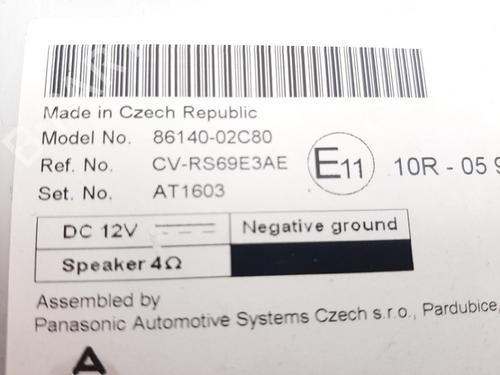 Made in Czech Republic
Model No. 86140-02C80
Ref. No. CV-RS69E3AE
Set. No. AT1603
E11
10R - 05 9
DC 12V
Negative ground
Speaker 4Ω
Assembled by
Panasonic Automotive Systems Czech s.r.o., Pardubice,
A